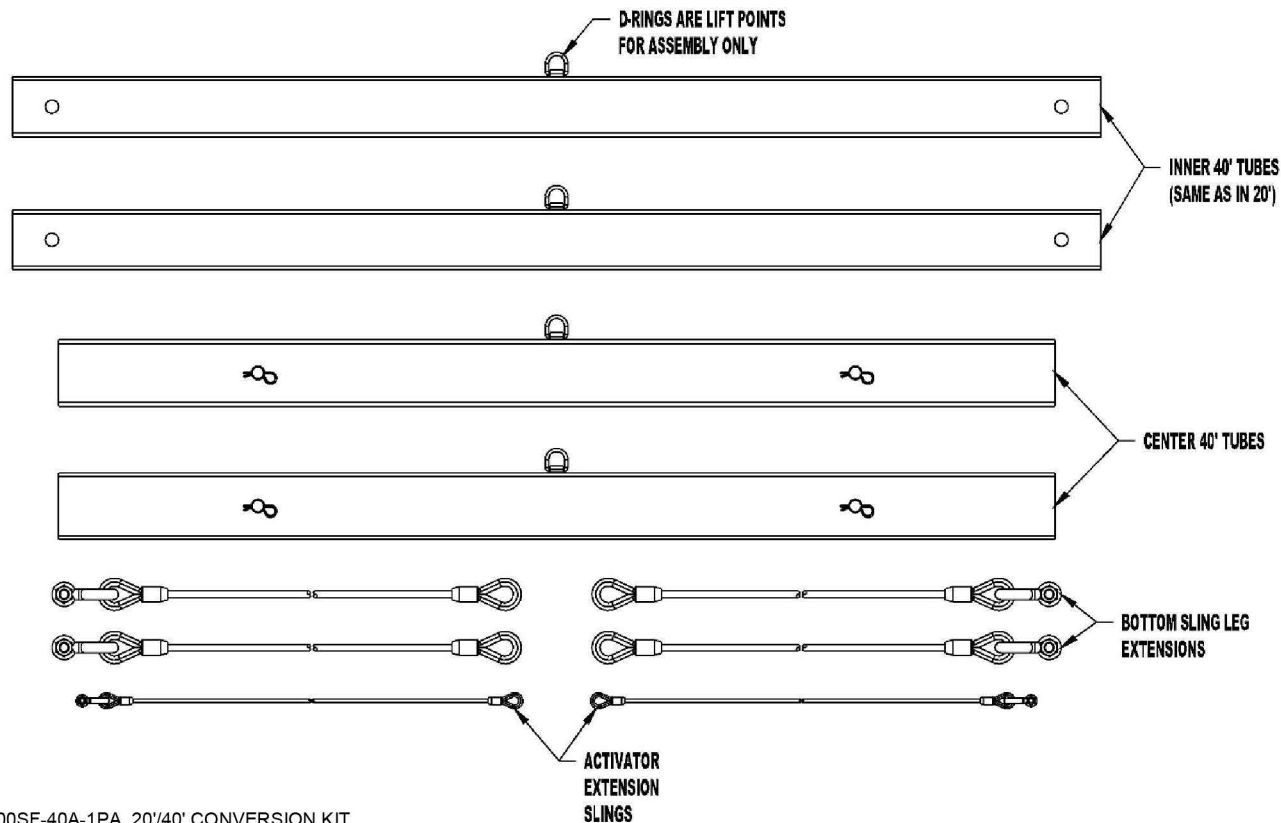 D-RINGS ARE LIFT POINTS
FOR ASSEMBLY ONLY
INNER 40' TUBES
(SAME AS IN 20')
CENTER 40' TUBES
BOTTOM SLING LEG
EXTENSIONS
ACTIVATOR
EXTENSION
SLINGS
20'/40' CONVERSION KIT